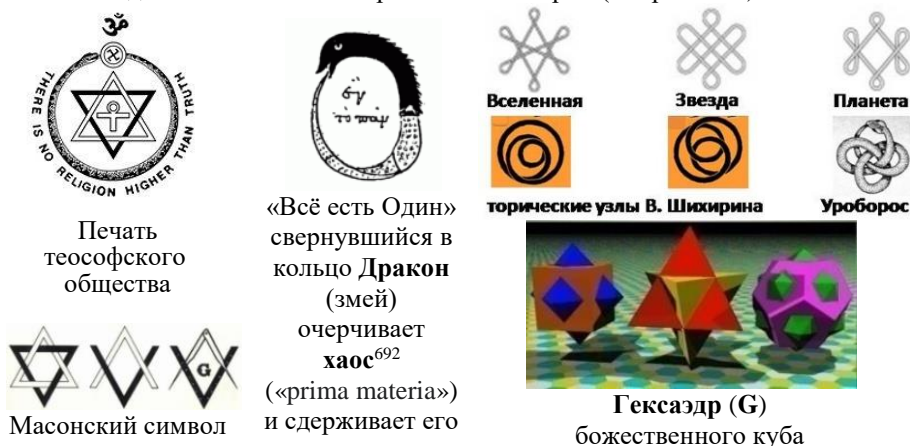 THERE IS NO RELIGION HIGHER THAN TRUTH
Печать
теософского
общества
G
Масонский символ
«Всё есть Один»
свернувшийся в
кольцо Дракон
(змей)
очерчивает
хаос692
(«prima materia»)
и сдерживает его
Вселенная Звезда Планета
торические узлы В. Шихирина Уроборос
Гексаэдр (G)
божественного куба